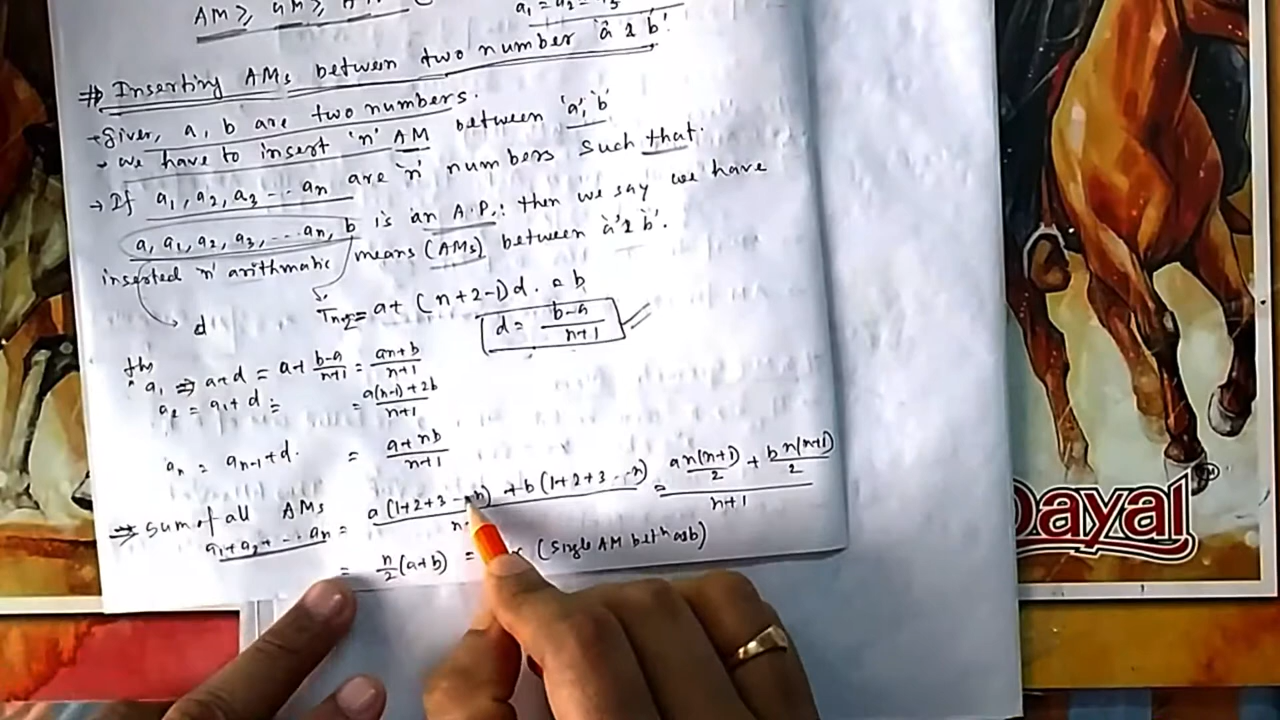 AM ≥ GM ≥
a₁ = a₂ =
⇒ Inserting AMs between two number 'a' & 'b'.
→ Given, a, b are two numbers.
→ we have to insert 'n' AM between 'a', 'b'
→ If a₁, a₂, a₃ --- aₙ are 'n' numbers such that.
a, a₁, a₂, a₃, ... aₙ, b is an A.P.: then we say we have
inserted 'n' arithmatic means (AMs) between 'a' & 'b'.
d
Tₙ₊₂ = a + (n+2-1)d. = b
d = b-a/n+1
a₁ ⇒ a+d = a + b-a/n+1 = an+b/n+1
a₂ = a₁+d = = a(n-1)+2b/n+1
aₙ = aₙ₋₁+d. = a+nb/n+1
⇒ Sum of all AMs
a₁+a₂+ --- aₙ = a(1+2+3 --- n) + b(1+2+3 --- n)/n = an(n+1)/2 + bn(n+1)/2/n+1
= n/2(a+b) = (Single AM betⁿ a&b)
Dayal
TM